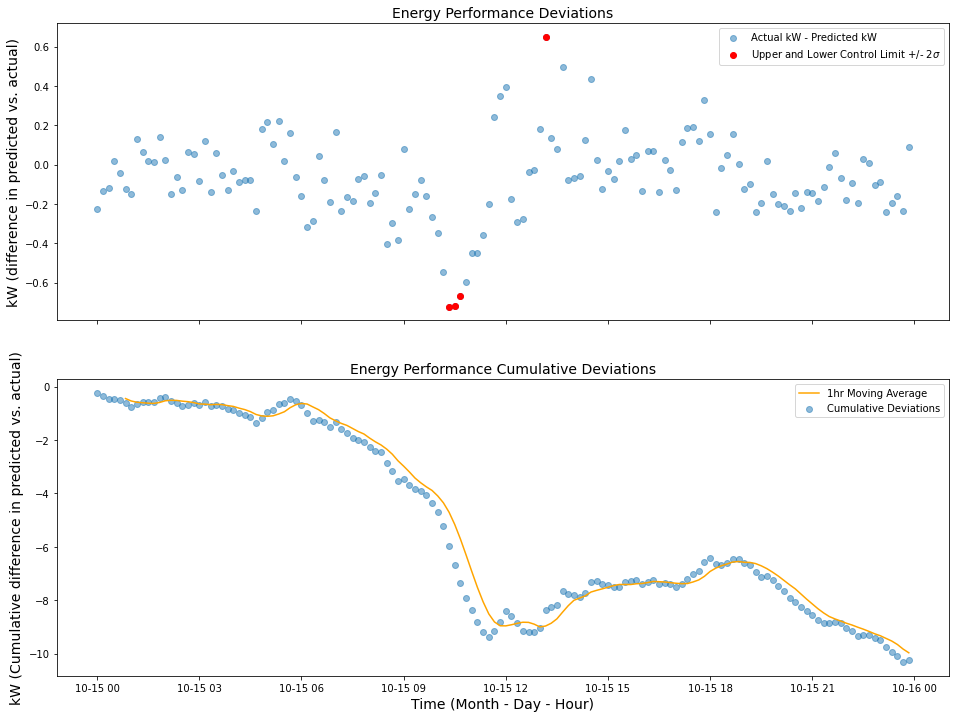 Energy Performance Deviations
kW (difference in predicted vs. actual)
0.6
0.4
0.2
0.0
−0.2
−0.4
−0.6
Actual kW - Predicted kW
Upper and Lower Control Limit +/- 2σ
Energy Performance Cumulative Deviations
kW (Cumulative difference in predicted vs. actual)
0
−2
−4
−6
−8
−10
1hr Moving Average
Cumulative Deviations
10-15 00 10-15 03 10-15 06 10-15 09 10-15 12 10-15 15 10-15 18 10-15 21 10-16 00
Time (Month - Day - Hour)